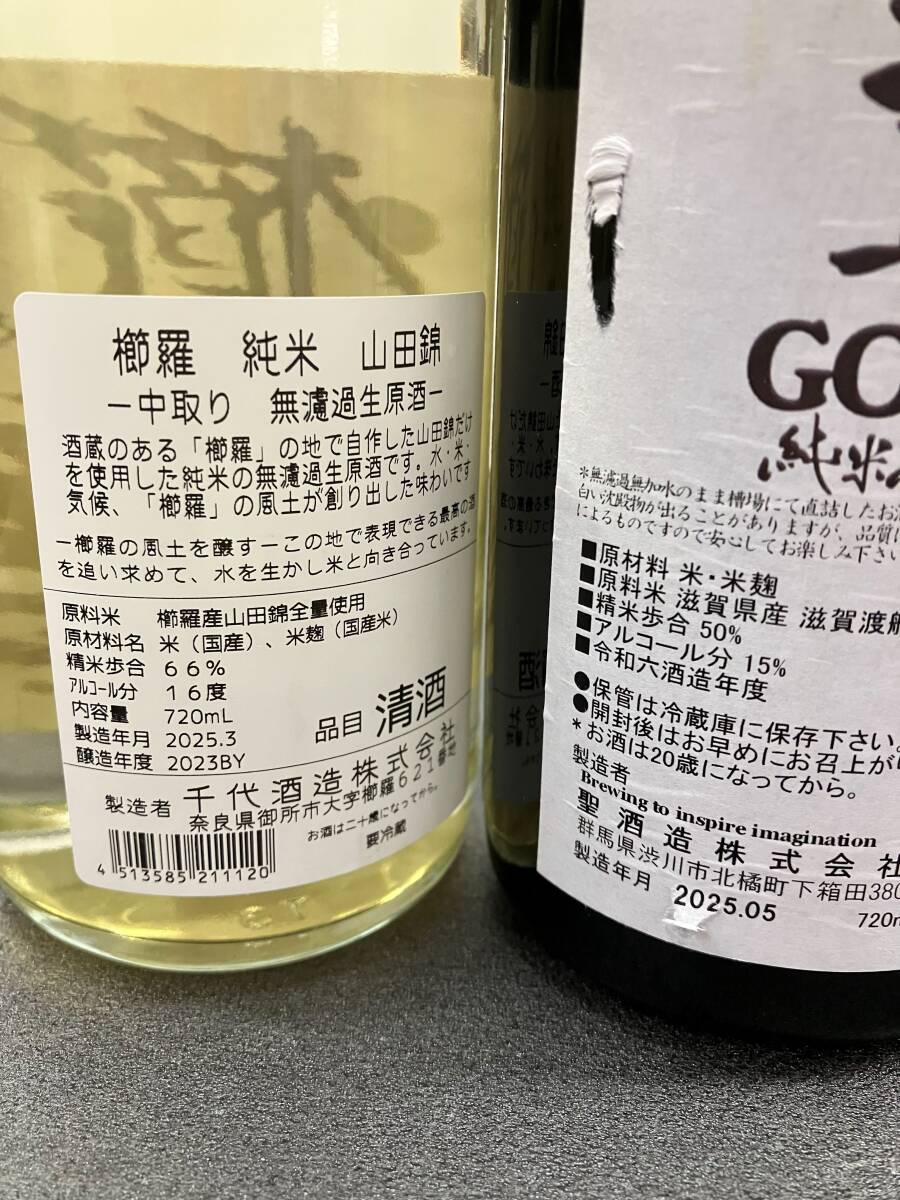 櫛羅 純米 山田錦
ー中取り 無濾過生原酒ー
酒蔵のある「櫛羅」の地で自作した山田錦だけ
を使用した純米の無濾過生原酒です。水・米・
気候、「櫛羅」の風土が創り出した味わいです
ー櫛羅の風土を醸すーこの地で表現できる最高の酒
を追い求めて、水を生かし米と向き合っています。
原料米 櫛羅産山田錦全量使用
原材料名 米（国産）、米麹（国産米）
精米歩合 66%
アルコール分 16度
内容量 720mL
製造年月 2025.3
醸造年度 2023BY
品目 清酒
製造者 千代酒造株式会社
奈良県御所市大字櫛羅621番地
お酒は二十歳になってから。
要冷蔵
4 513585 211120
GO
純米
*無濾過無加水のまま槽場にて直詰したお酒
白い沈殿物が出ることがありますが、品質に
によるものですので安心してお楽しみ下さい
■原材料 米・米麹
■原料米 滋賀県産 滋賀渡船
■精米歩合 50%
■アルコール分 15%
■令和六酒造年度
●保管は冷蔵庫に保存下さい。
●開封後はお早めにお召上が
*お酒は20歳になってから。
製造者
Brewing to inspire imagination
聖酒造株式会社
群馬県渋川市北橘町下箱田380
製造年月 2025.05
720m